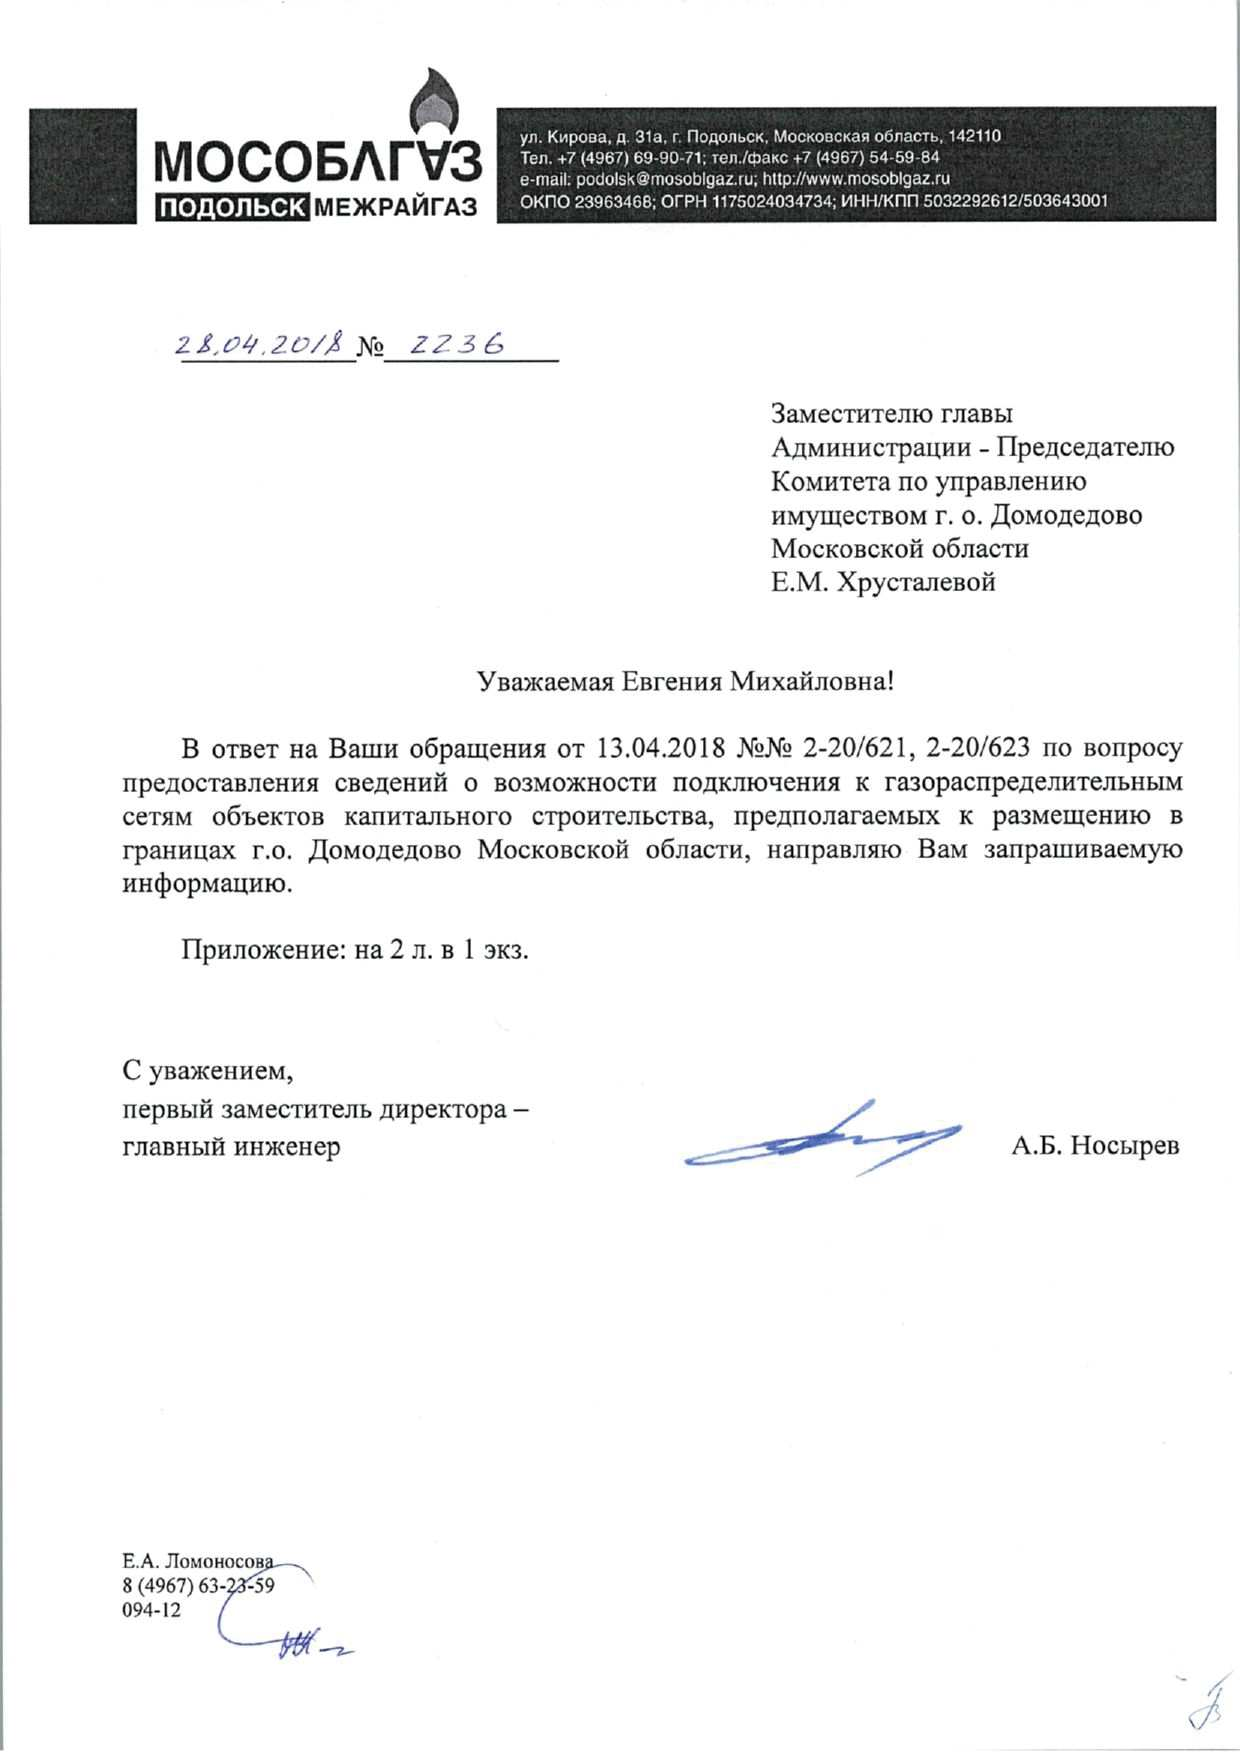 МОСОБЛГАЗ
ПОДОЛЬСК МЕЖРАЙГАЗ
ул. Кирова, д. 31а, г. Подольск, Московская область, 142110
Тел. +7 (4967) 69-90-71; тел./факс +7 (4967) 54-59-84
e-mail: podolsk@mosoblgaz.ru; http://www.mosoblgaz.ru
ОКПО 23963468; ОГРН 1175024034734; ИНН/КПП 5032292612/503643001
28.04.2018 № 2236
Заместителю главы
Администрации - Председателю
Комитета по управлению
имуществом г. о. Домодедово
Московской области
Е.М. Хрусталевой
Уважаемая Евгения Михайловна!
В ответ на Ваши обращения от 13.04.2018 №№ 2-20/621, 2-20/623 по вопросу
предоставления сведений о возможности подключения к газораспределительным
сетям объектов капитального строительства, предполагаемых к размещению в
границах г.о. Домодедово Московской области, направляю Вам запрашиваемую
информацию.
Приложение: на 2 л. в 1 экз.
С уважением,
первый заместитель директора –
главный инженер
А.Б. Носырев
Е.А. Ломоносова
8 (4967) 63-23-59
094-12